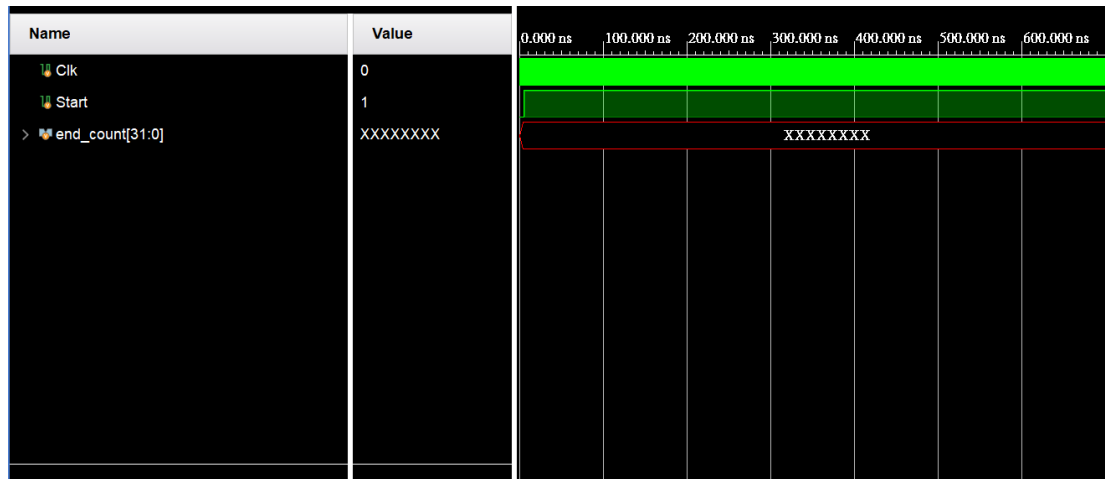 Name Value
0.000 ns 100.000 ns 200.000 ns 300.000 ns 400.000 ns 500.000 ns 600.000 ns
Clk 0
Start 1
end_count[31:0] XXXXXXXX XXXXXXXX